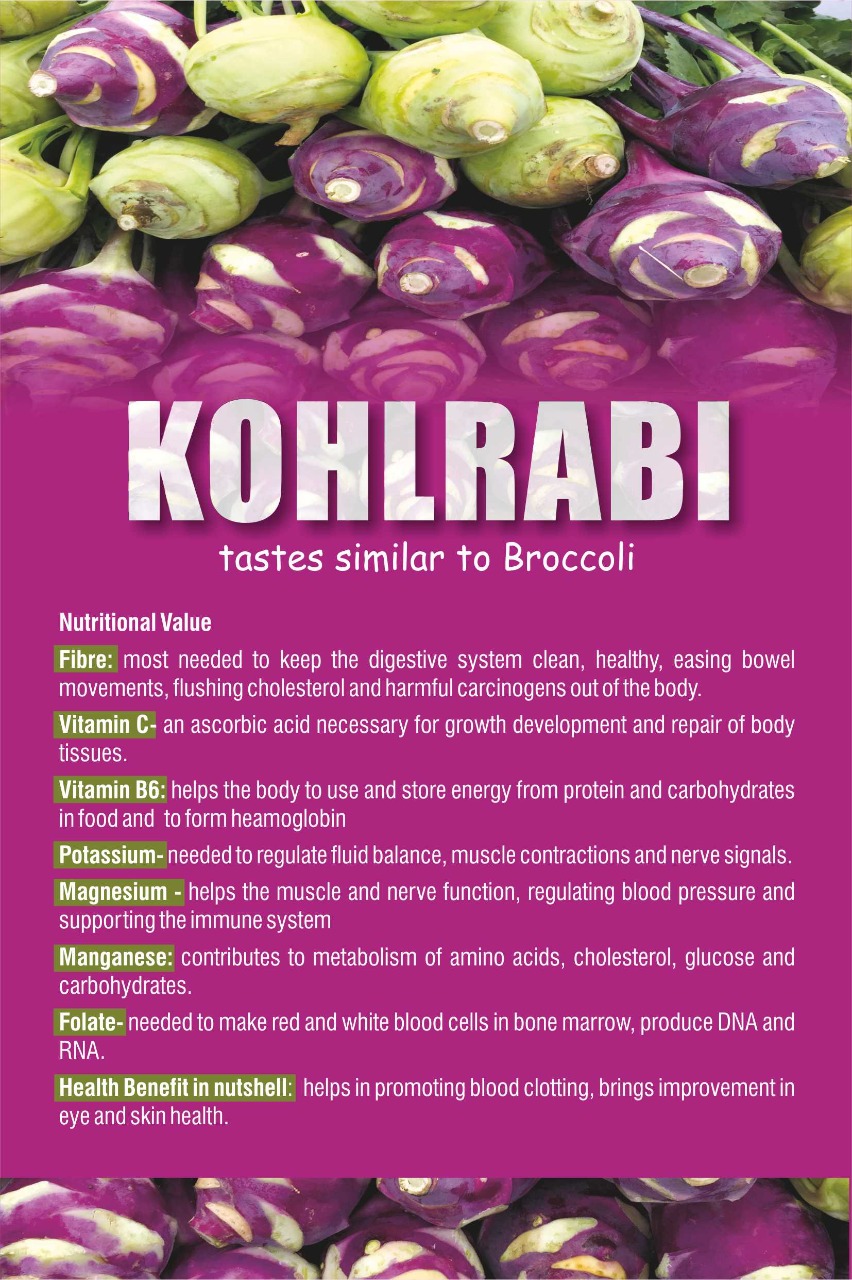 KOHLRABI
tastes similar to Broccoli
Nutritional Value
Fibre: most needed to keep the digestive system clean, healthy, easing bowel
movements, flushing cholesterol and harmful carcinogens out of the body.
Vitamin C- an ascorbic acid necessary for growth development and repair of body
tissues.
Vitamin B6: helps the body to use and store energy from protein and carbohydrates
in food and to form heamoglobin
Potassium- needed to regulate fluid balance, muscle contractions and nerve signals.
Magnesium - helps the muscle and nerve function, regulating blood pressure and
supporting the immune system
Manganese: contributes to metabolism of amino acids, cholesterol, glucose and
carbohydrates.
Folate- needed to make red and white blood cells in bone marrow, produce DNA and
RNA.
Health Benefit in nutshell: helps in promoting blood clotting, brings improvement in
eye and skin health.